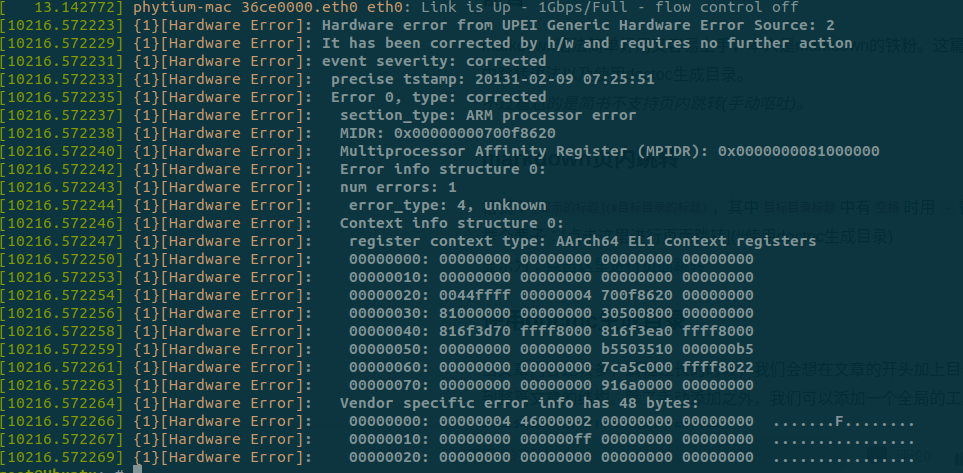 [   13.142772] phytium-mac 36ce0000.eth0 eth0: Link is Up - 1Gbps/Full - flow control off
[10216.572223] {1}[Hardware Error]: Hardware error from UPEI Generic Hardware Error Source: 2
[10216.572229] {1}[Hardware Error]: It has been corrected by h/w and requires no further action
[10216.572231] {1}[Hardware Error]: event severity: corrected
[10216.572233] {1}[Hardware Error]:  precise tstamp: 20131-02-09 07:25:51
[10216.572235] {1}[Hardware Error]:  Error 0, type: corrected
[10216.572237] {1}[Hardware Error]:   section_type: ARM processor error
[10216.572238] {1}[Hardware Error]:   MIDR: 0x00000000700f8620
[10216.572240] {1}[Hardware Error]:   Multiprocessor Affinity Register (MPIDR): 0x0000000081000000
[10216.572242] {1}[Hardware Error]:   Error info structure 0:
[10216.572243] {1}[Hardware Error]:   num errors: 1
[10216.572244] {1}[Hardware Error]:    error_type: 4, unknown
[10216.572246] {1}[Hardware Error]:   Context info structure 0:
[10216.572247] {1}[Hardware Error]:    register context type: AArch64 EL1 context registers
[10216.572250] {1}[Hardware Error]:    00000000: 00000000 00000000 00000000 00000000
[10216.572253] {1}[Hardware Error]:    00000010: 00000000 00000000 00000000 00000000
[10216.572254] {1}[Hardware Error]:    00000020: 0044ffff 00000004 700f8620 00000000
[10216.572256] {1}[Hardware Error]:    00000030: 81000000 00000000 30500800 00000000
[10216.572258] {1}[Hardware Error]:    00000040: 816f3d70 ffff8000 816f3ea0 ffff8000
[10216.572259] {1}[Hardware Error]:    00000050: 00000000 00000000 b5503510 000000b5
[10216.572261] {1}[Hardware Error]:    00000060: 00000000 00000000 7ca58000 ffff0022
[10216.572263] {1}[Hardware Error]:    00000070: 00000000 00000000 916a0000 00000000
[10216.572264] {1}[Hardware Error]:   Vendor specific error info has 48 bytes:
[10216.572266] {1}[Hardware Error]:    00000000: 00000004 46000002 00000000 00000000  .......F........
[10216.572267] {1}[Hardware Error]:    00000010: 00000000 000000ff 00000000 00000000  ................
[10216.572269] {1}[Hardware Error]:    00000020: 00000000 00000000 00000000 00000000  ................